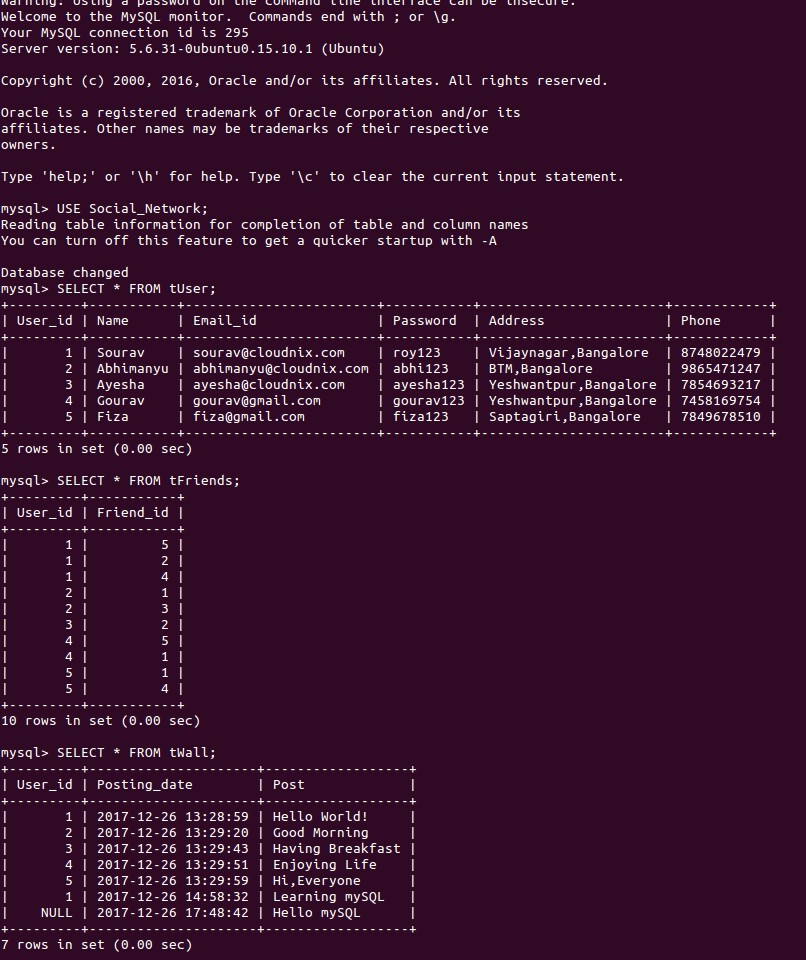 Warning: Using a password on the command line interface can be insecure.
Welcome to the MySQL monitor.  Commands end with ; or \g.
Your MySQL connection id is 295
Server version: 5.6.31-0ubuntu0.15.10.1 (Ubuntu)

Copyright (c) 2000, 2016, Oracle and/or its affiliates. All rights reserved.

Oracle is a registered trademark of Oracle Corporation and/or its
affiliates. Other names may be trademarks of their respective
owners.

Type 'help;' or '\h' for help. Type '\c' to clear the current input statement.

mysql> USE Social_Network;
Reading table information for completion of table and column names
You can turn off this feature to get a quicker startup with -A

Database changed
mysql> SELECT * FROM tUser;
+---------+-----------+------------------------+-----------+-----------------------+------------+
| User_id | Name      | Email_id               | Password  | Address               | Phone      |
+---------+-----------+------------------------+-----------+-----------------------+------------+
|       1 | Sourav    | sourav@cloudnix.com    | roy123    | Vijaynagar,Bangalore  | 8748022479 |
|       2 | Abhimanyu | abhimanyu@cloudnix.com | abhi123   | BTM,Bangalore         | 9865471247 |
|       3 | Ayesha    | ayesha@cloudnix.com    | ayesha123 | Yeshwantpur,Bangalore | 7854693217 |
|       4 | Gourav    | gourav@gmail.com       | gourav123 | Yeshwantpur,Bangalore | 7458169754 |
|       5 | Fiza      | fiza@gmail.com         | fiza123   | Saptagiri,Bangalore   | 7849678510 |
+---------+-----------+------------------------+-----------+-----------------------+------------+
5 rows in set (0.00 sec)

mysql> SELECT * FROM tFriends;
+---------+-----------+
| User_id | Friend_id |
+---------+-----------+
|       1 |         5 |
|       1 |         2 |
|       1 |         4 |
|       2 |         1 |
|       2 |         3 |
|       3 |         2 |
|       4 |         5 |
|       4 |         1 |
|       5 |         1 |
|       5 |         4 |
+---------+-----------+
10 rows in set (0.00 sec)

mysql> SELECT * FROM tWall;
+---------+---------------------+------------------+
| User_id | Posting_date        | Post             |
+---------+---------------------+------------------+
|       1 | 2017-12-26 13:28:59 | Hello World!     |
|       2 | 2017-12-26 13:29:20 | Good Morning     |
|       3 | 2017-12-26 13:29:43 | Having Breakfast |
|       4 | 2017-12-26 13:29:51 | Enjoying Life    |
|       5 | 2017-12-26 13:29:59 | Hi,Everyone      |
|       1 | 2017-12-26 14:58:32 | Learning mySQL   |
|    NULL | 2017-12-26 17:48:42 | Hello mySQL      |
+---------+---------------------+------------------+
7 rows in set (0.00 sec)